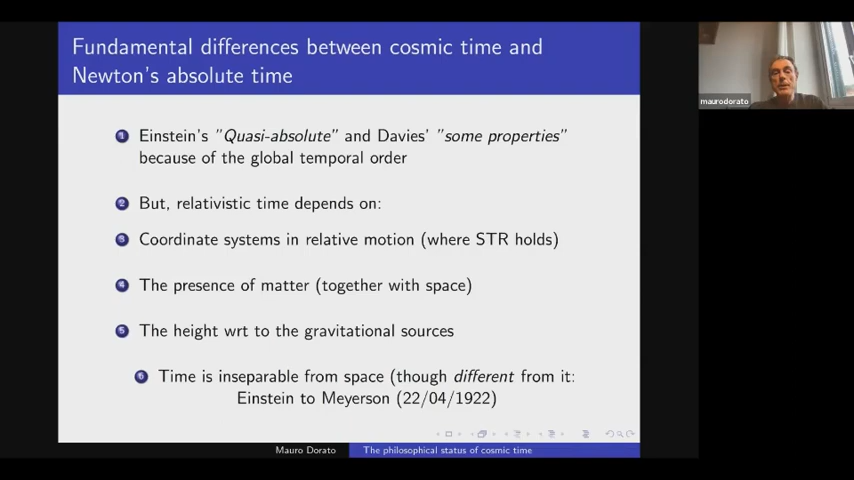 Fundamental differences between cosmic time and
Newton's absolute time
1 Einstein's "Quasi-absolute" and Davies' "some properties"
because of the global temporal order
2 But, relativistic time depends on:
3 Coordinate systems in relative motion (where STR holds)
4 The presence of matter (together with space)
5 The height wrt to the gravitational sources
6 Time is inseparable from space (though different from it:
Einstein to Meyerson (22/04/1922)
Mauro Dorato
The philosophical status of cosmic time
maurodorato